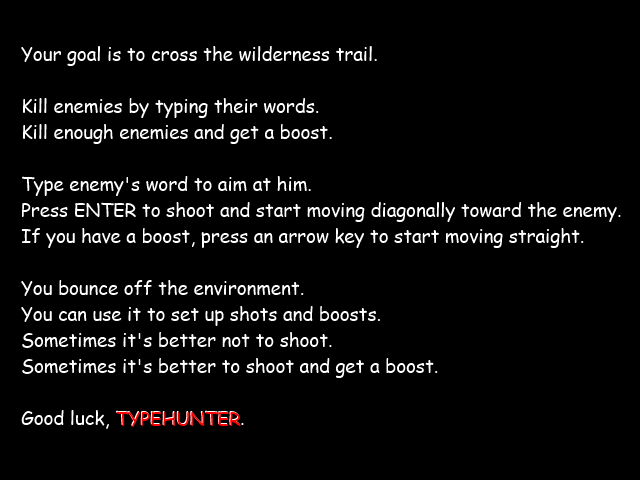 Your goal is to cross the wilderness trail.
Kill enemies by typing their words.
Kill enough enemies and get a boost.
Type enemy's word to aim at him.
Press ENTER to shoot and start moving diagonally toward the enemy.
If you have a boost, press an arrow key to start moving straight.
You bounce off the environment.
You can use it to set up shots and boosts.
Sometimes it's better not to shoot.
Sometimes it's better to shoot and get a boost.
Good luck, TYPEHUNTER.